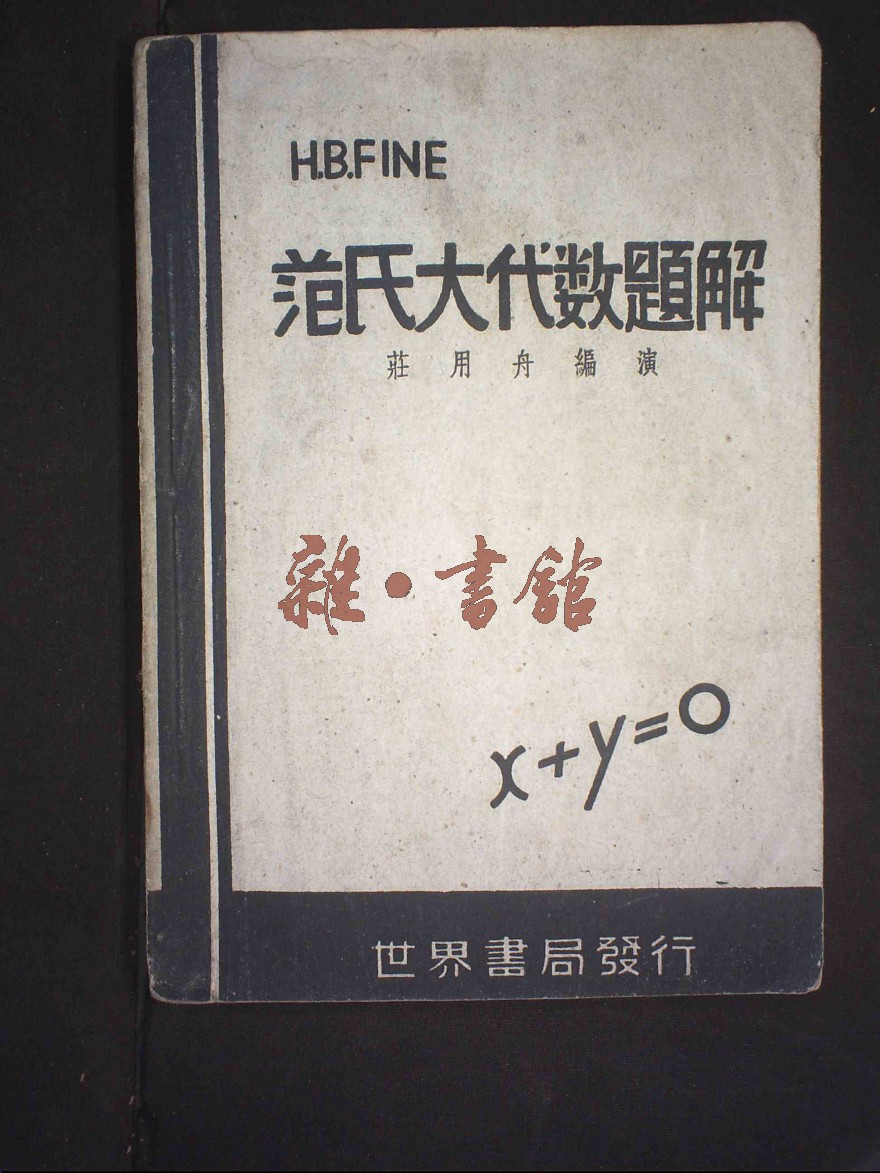 H.B.FINE
范氏大代数題解
莊用舟編演
雜·書館
x+y=0
世界書局發行